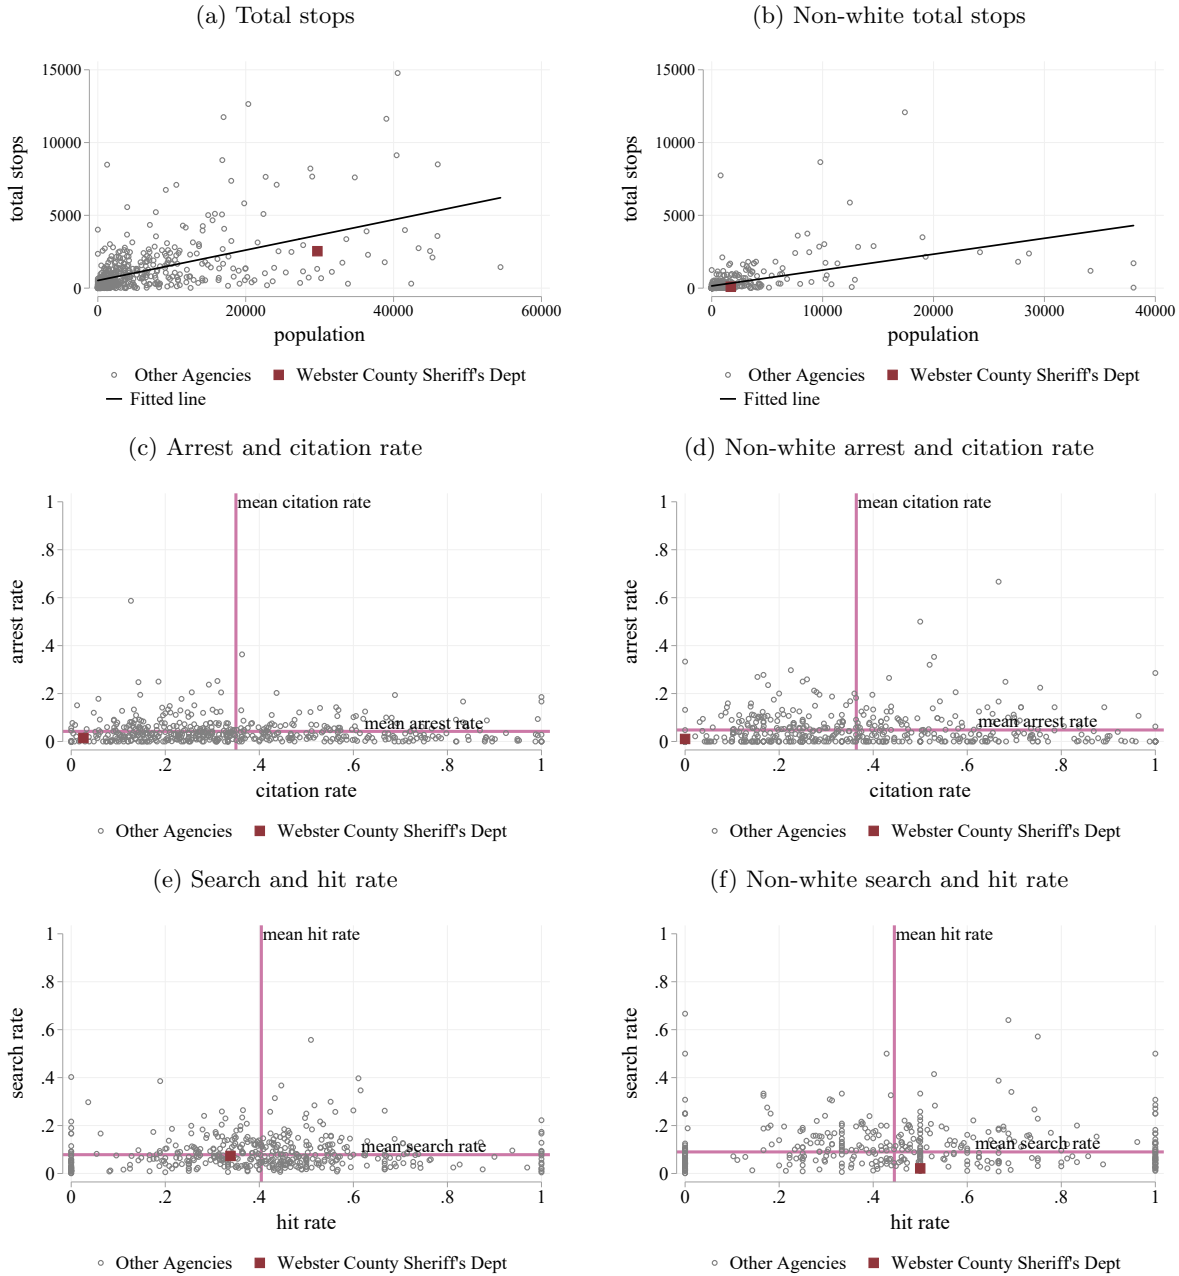 (a) Total stops
(b) Non-white total stops
15000
10000
5000
0
total stops
0
20000
40000
60000
population
Other Agencies
Webster County Sheriff's Dept
Fitted line
15000
10000
5000
0
total stops
0
10000
20000
30000
40000
population
Other Agencies
Webster County Sheriff's Dept
Fitted line
(c) Arrest and citation rate
(d) Non-white arrest and citation rate
1
.8
.6
.4
.2
0
arrest rate
mean citation rate
mean arrest rate
0
.2
.4
.6
.8
1
citation rate
Other Agencies
Webster County Sheriff's Dept
1
.8
.6
.4
.2
0
arrest rate
mean citation rate
mean arrest rate
0
.2
.4
.6
.8
1
citation rate
Other Agencies
Webster County Sheriff's Dept
(e) Search and hit rate
(f) Non-white search and hit rate
1
.8
.6
.4
.2
0
search rate
mean hit rate
mean search rate
0
.2
.4
.6
.8
1
hit rate
Other Agencies
Webster County Sheriff's Dept
1
.8
.6
.4
.2
0
search rate
mean hit rate
mean search rate
0
.2
.4
.6
.8
1
hit rate
Other Agencies
Webster County Sheriff's Dept